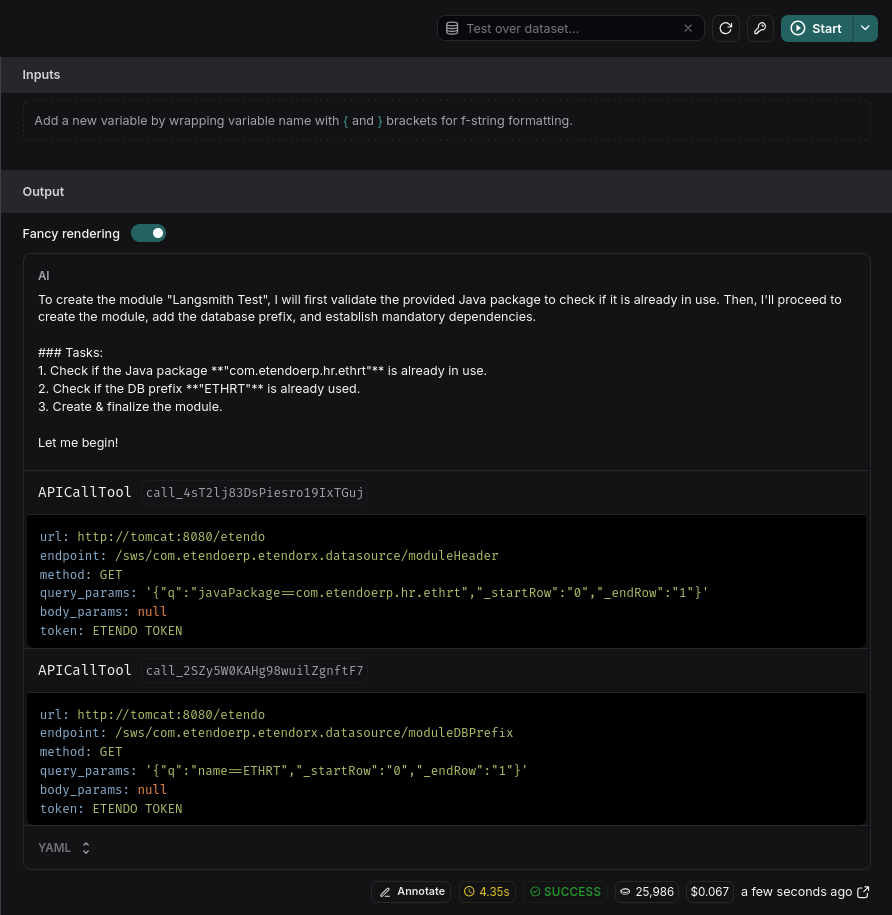 Test over dataset...
Start
Inputs
Add a new variable by wrapping variable name with { and } brackets for f-string formatting.
Output
Fancy rendering
AI
To create the module "Langsmith Test", I will first validate the provided Java package to check if it is already in use. Then, I'll proceed to
create the module, add the database prefix, and establish mandatory dependencies.
### Tasks:
1. Check if the Java package **"com.etendoerp.hr.ethrt"** is already in use.
2. Check if the DB prefix **"ETHRT"** is already used.
3. Create & finalize the module.
Let me begin!
APICallTool call_4sT2lj83DsPiesro19IxTGuj
url: http://tomcat:8080/etendo
endpoint: /sws/com.etendoerp.etendorx.datasource/moduleHeader
method: GET
query_params: '{"q":"javaPackage==com.etendoerp.hr.ethrt","_startRow":"0","_endRow":"1"}'
body_params: null
token: ETENDO TOKEN
APICallTool call_2SZy5W0KAHg98wuilZgnftF7
url: http://tomcat:8080/etendo
endpoint: /sws/com.etendoerp.etendorx.datasource/moduleDBPrefix
method: GET
query_params: '{"q":"name==ETHRT","_startRow":"0","_endRow":"1"}'
body_params: null
token: ETENDO TOKEN
YAML
Annotate 4.35s SUCCESS 25,986 $0.067 a few seconds ago